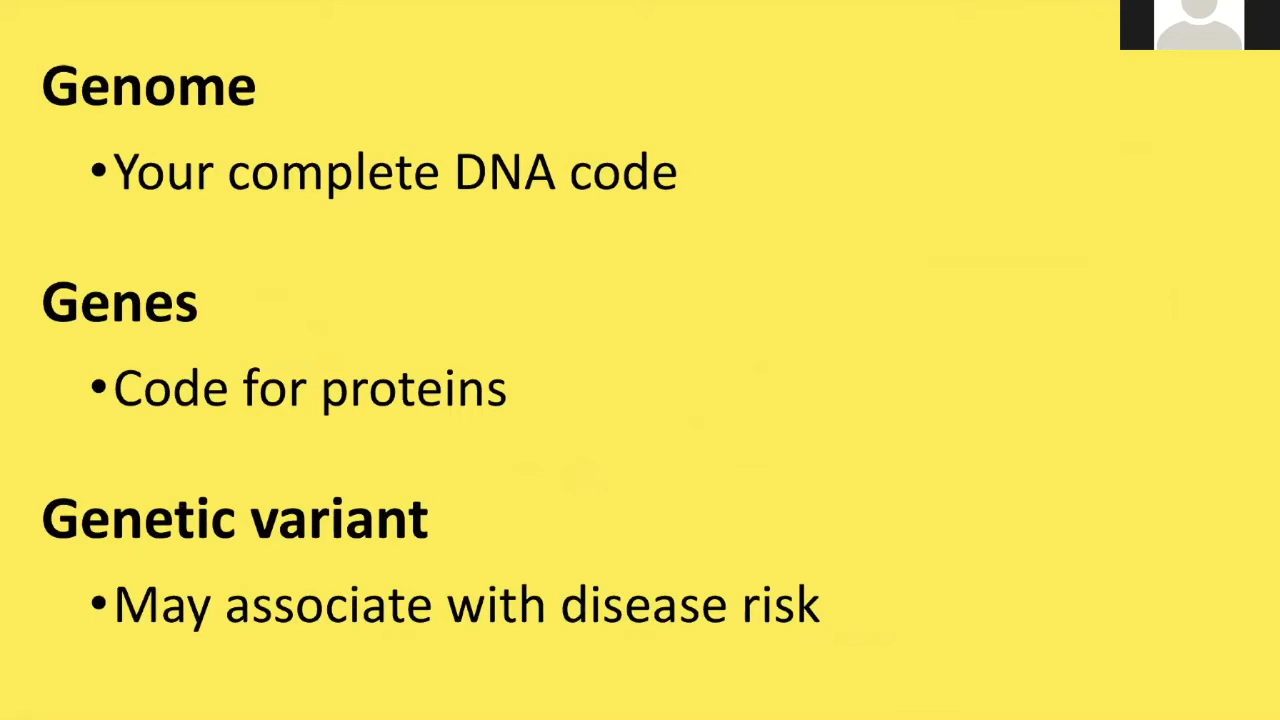 Genome
•Your complete DNA code
Genes
•Code for proteins
Genetic variant
•May associate with disease risk